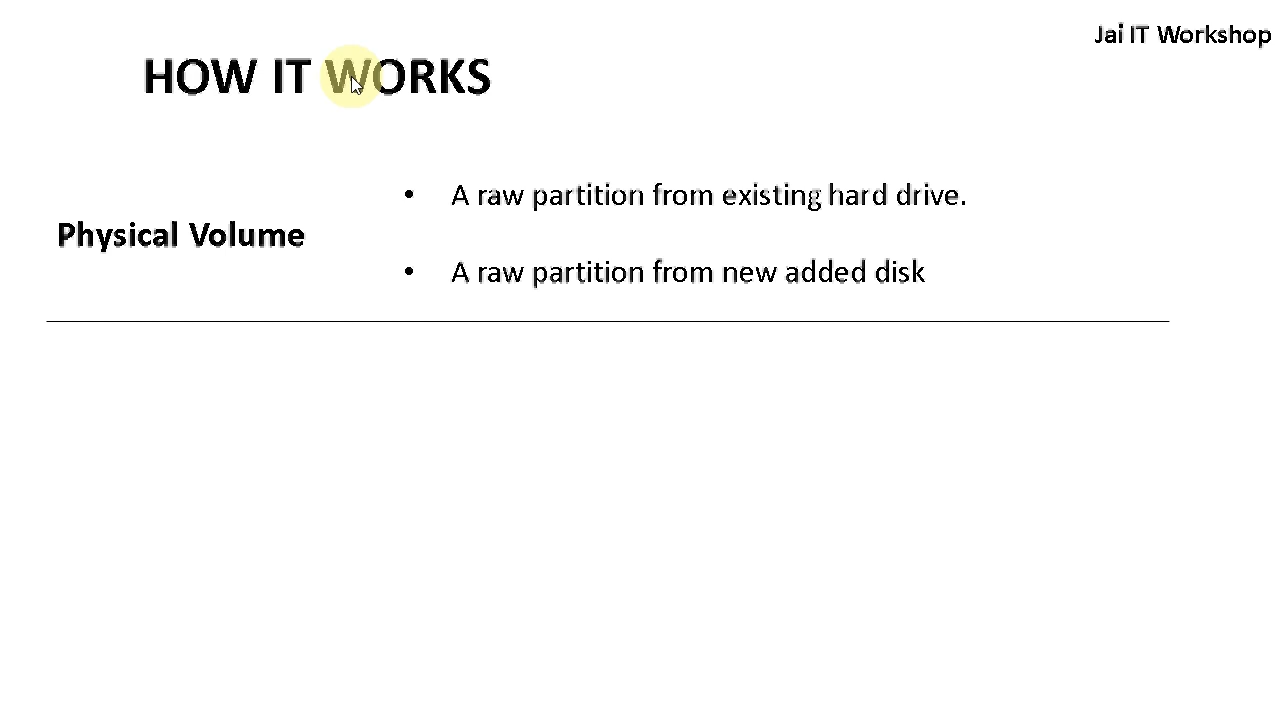 Jai IT Workshop
HOW IT WORKS
• A raw partition from existing hard drive.
Physical Volume
• A raw partition from new added disk